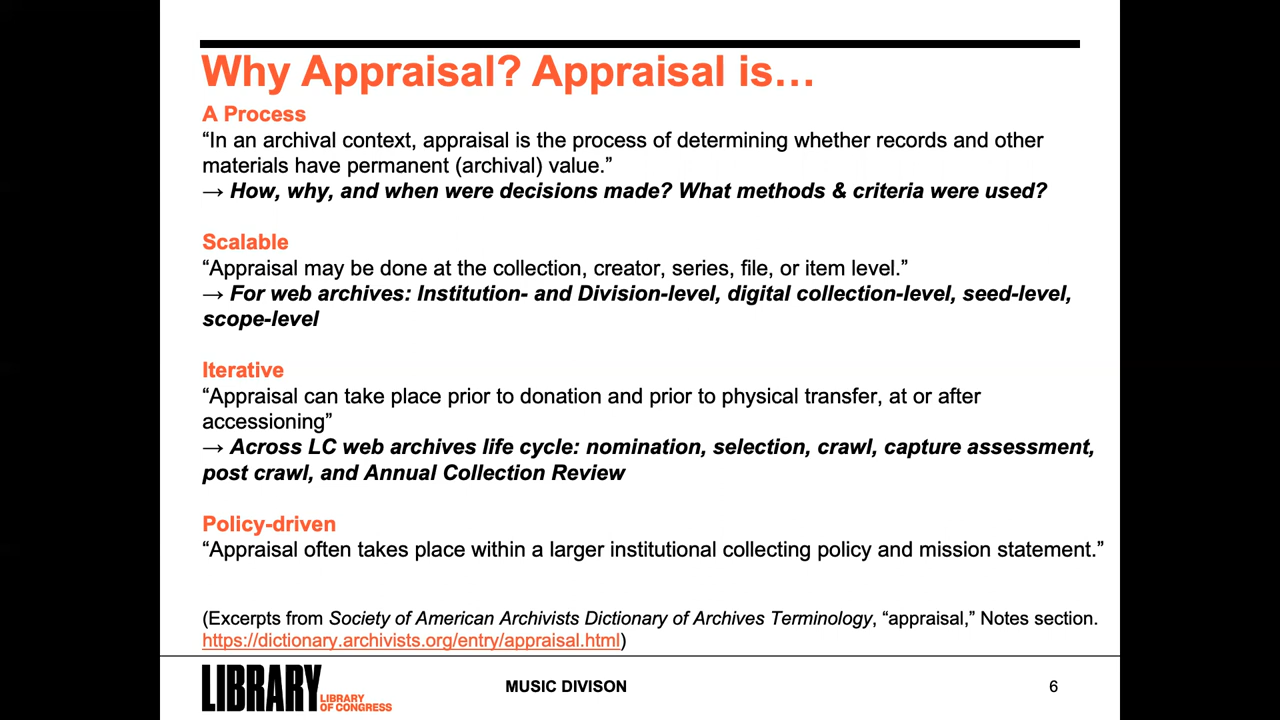 Why Appraisal? Appraisal is…
A Process
“In an archival context, appraisal is the process of determining whether records and other
materials have permanent (archival) value.”
→ How, why, and when were decisions made? What methods & criteria were used?
Scalable
“Appraisal may be done at the collection, creator, series, file, or item level.”
→ For web archives: Institution- and Division-level, digital collection-level, seed-level,
scope-level
Iterative
“Appraisal can take place prior to donation and prior to physical transfer, at or after
accessioning”
→ Across LC web archives life cycle: nomination, selection, crawl, capture assessment,
post crawl, and Annual Collection Review
Policy-driven
“Appraisal often takes place within a larger institutional collecting policy and mission statement.”
(Excerpts from Society of American Archivists Dictionary of Archives Terminology, “appraisal,” Notes section.
https://dictionary.archivists.org/entry/appraisal.html)
LIBRARY
LIBRARY
OF CONGRESS
MUSIC DIVISON
6